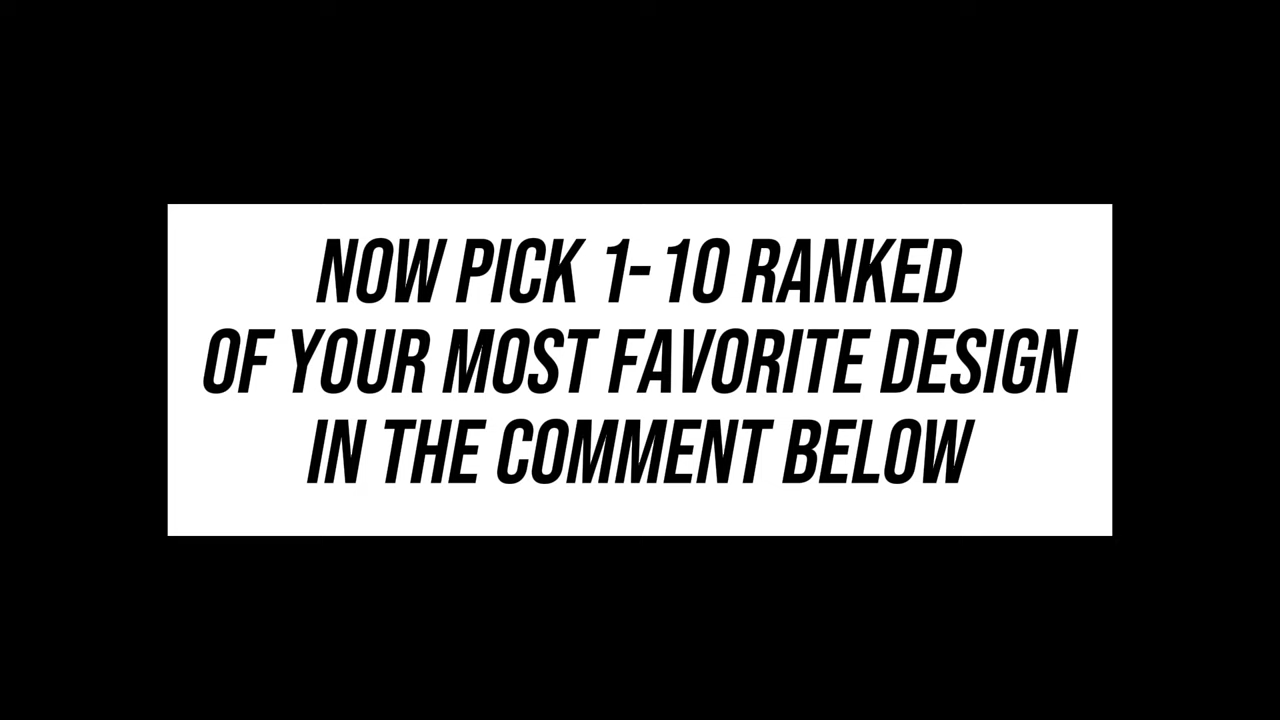 NOW PICK 1-10 RANKED
OF YOUR MOST FAVORITE DESIGN
IN THE COMMENT BELOW